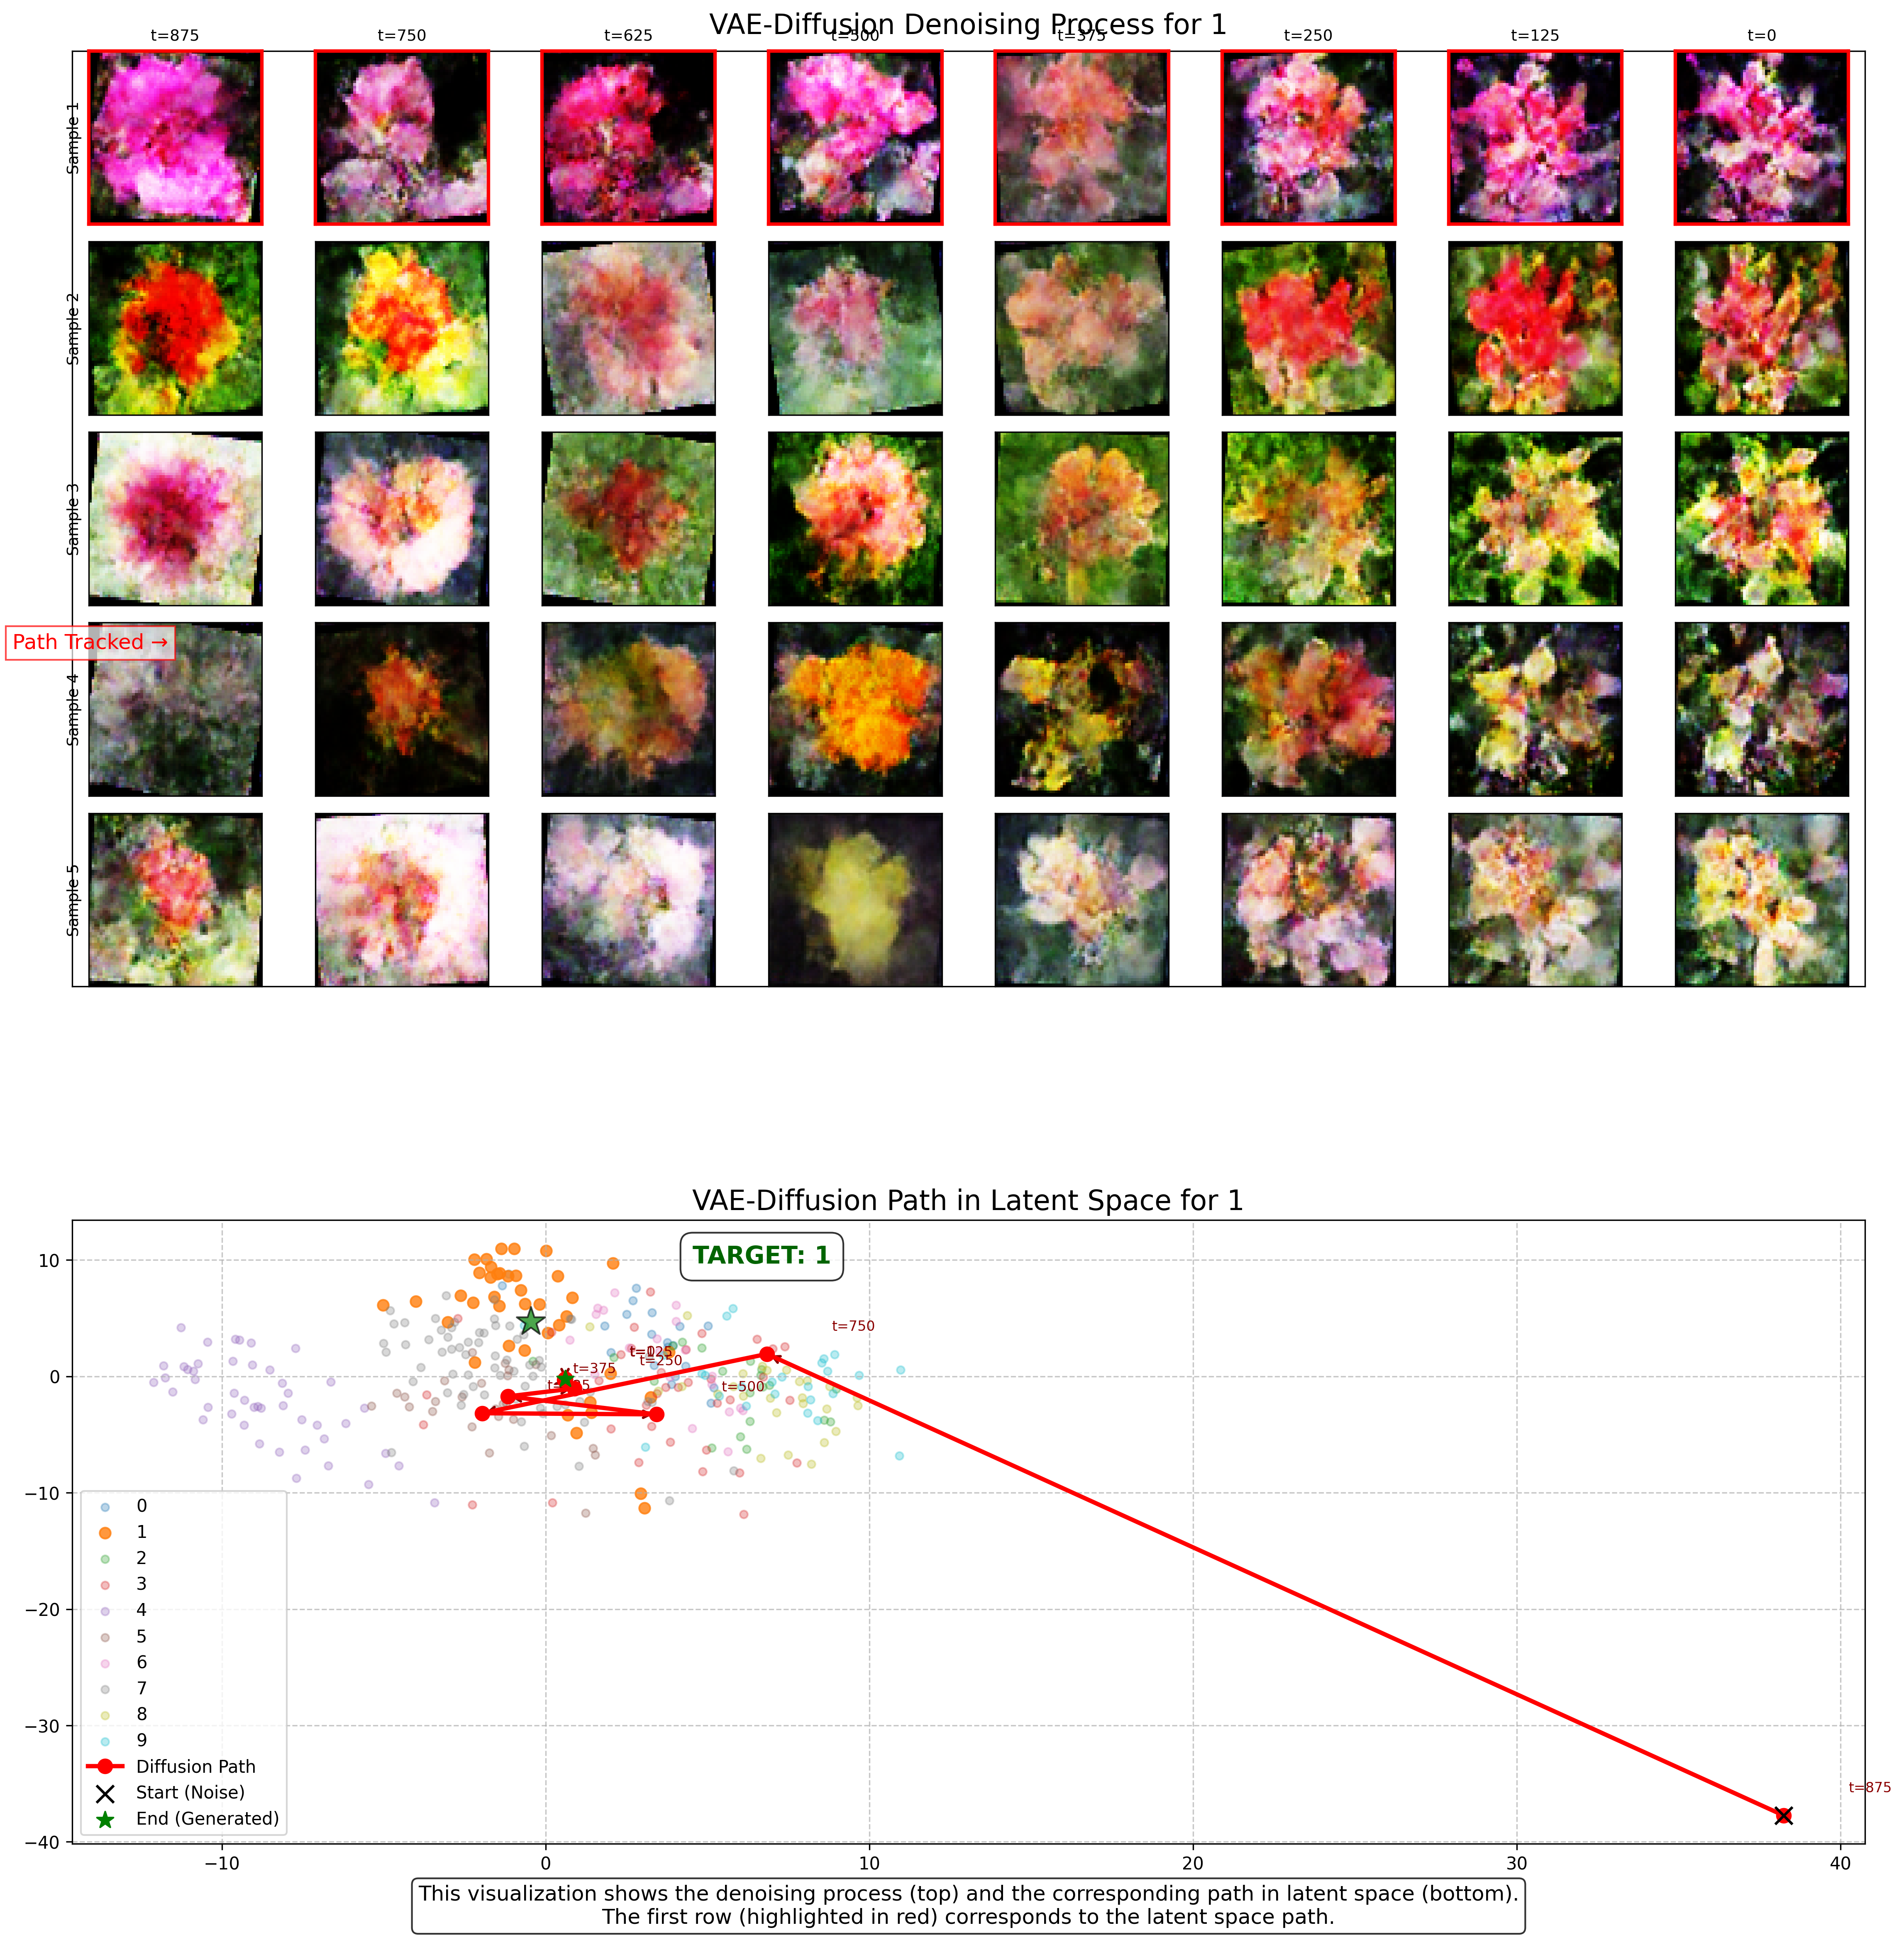 VAE-Diffusion Denoising Process for 1
t=875 t=750 t=625 t=500 t=375 t=250 t=125 t=0
Sample 1
Sample 2
Sample 3
Path Tracked →
Sample 4
Sample 5
VAE-Diffusion Path in Latent Space for 1
TARGET: 1
t=750
t=125
t=250
t=375
t=500
t=875
10
0
−10
−20
−30
−40
0
1
2
3
4
5
6
7
8
9
Diffusion Path
Start (Noise)
End (Generated)
−10 0 10 20 30 40
This visualization shows the denoising process (top) and the corresponding path in latent space (bottom).
The first row (highlighted in red) corresponds to the latent space path.